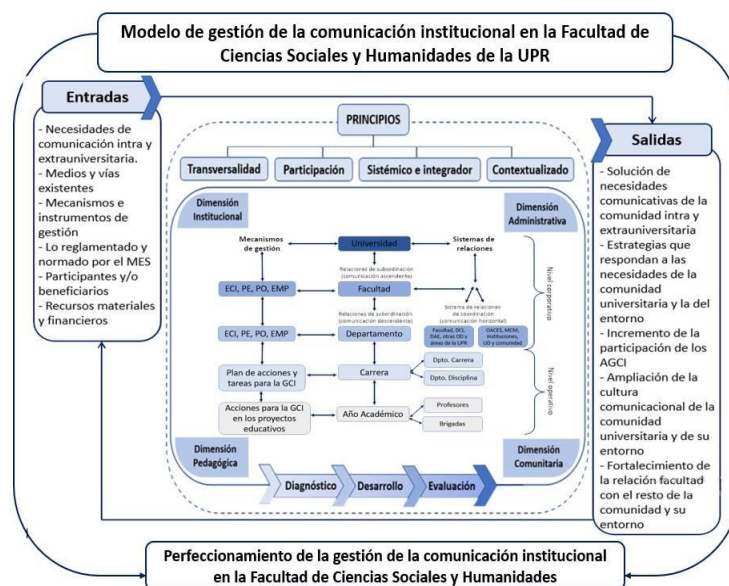 Modelo de gestión de la comunicación institucional en la Facultad de
Ciencias Sociales y Humanidades de la UPR
Entradas
- Necesidades de
comunicación intra y
extrauniversitaria.
- Medios y vías
existentes
- Mecanismos e
instrumentos de
gestión
- Lo reglamentado y
normado por el MES
- Participantes y/o
beneficiarios
- Recursos materiales
y financieros
PRINCIPIOS
Transversalidad
Participación
Sistémico e integrador
Contextualizado
Dimensión
Institucional
Dimensión
Administrativa
Mecanismos
de gestión
Universidad
Sistemas de
relaciones
Relaciones de subordinación
(comunicación ascendente)
ECI, PE, PO, EMP
Facultad
Relaciones de subordinación
(comunicación descendente)
Sistema de relaciones
de coordinación
(comunicación horizontal)
ECI, PE, PO, EMP
Departamento
Facultad, DCI,
DAE, otras DD y
áreas de la UPR
OACES, MCM,
Instituciones,
UO y comunidad
Nivel corporativo
Plan de acciones y
tareas para la GCI
Carrera
Dpto. Carrera
Dpto. Disciplina
Acciones para la GCI
en los proyectos
educativos
Año Académico
Profesores
Brigadas
Nivel operativo
Dimensión
Pedagógica
Dimensión
Comunitaria
Diagnóstico
Desarrollo
Evaluación
Salidas
- Solución de
necesidades
comunicativas de la
comunidad intra y
extrauniversitaria
- Estrategias que
respondan a las
necesidades de la
comunidad
universitaria y la del
entorno
- Incremento de la
participación de los
AGCI
- Ampliación de la
cultura
comunicacional de la
comunidad
universitaria y de su
entorno
- Fortalecimiento de
la relación facultad
con el resto de la
comunidad y su
entorno
Perfeccionamiento de la gestión de la comunicación institucional
en la Facultad de Ciencias Sociales y Humanidades